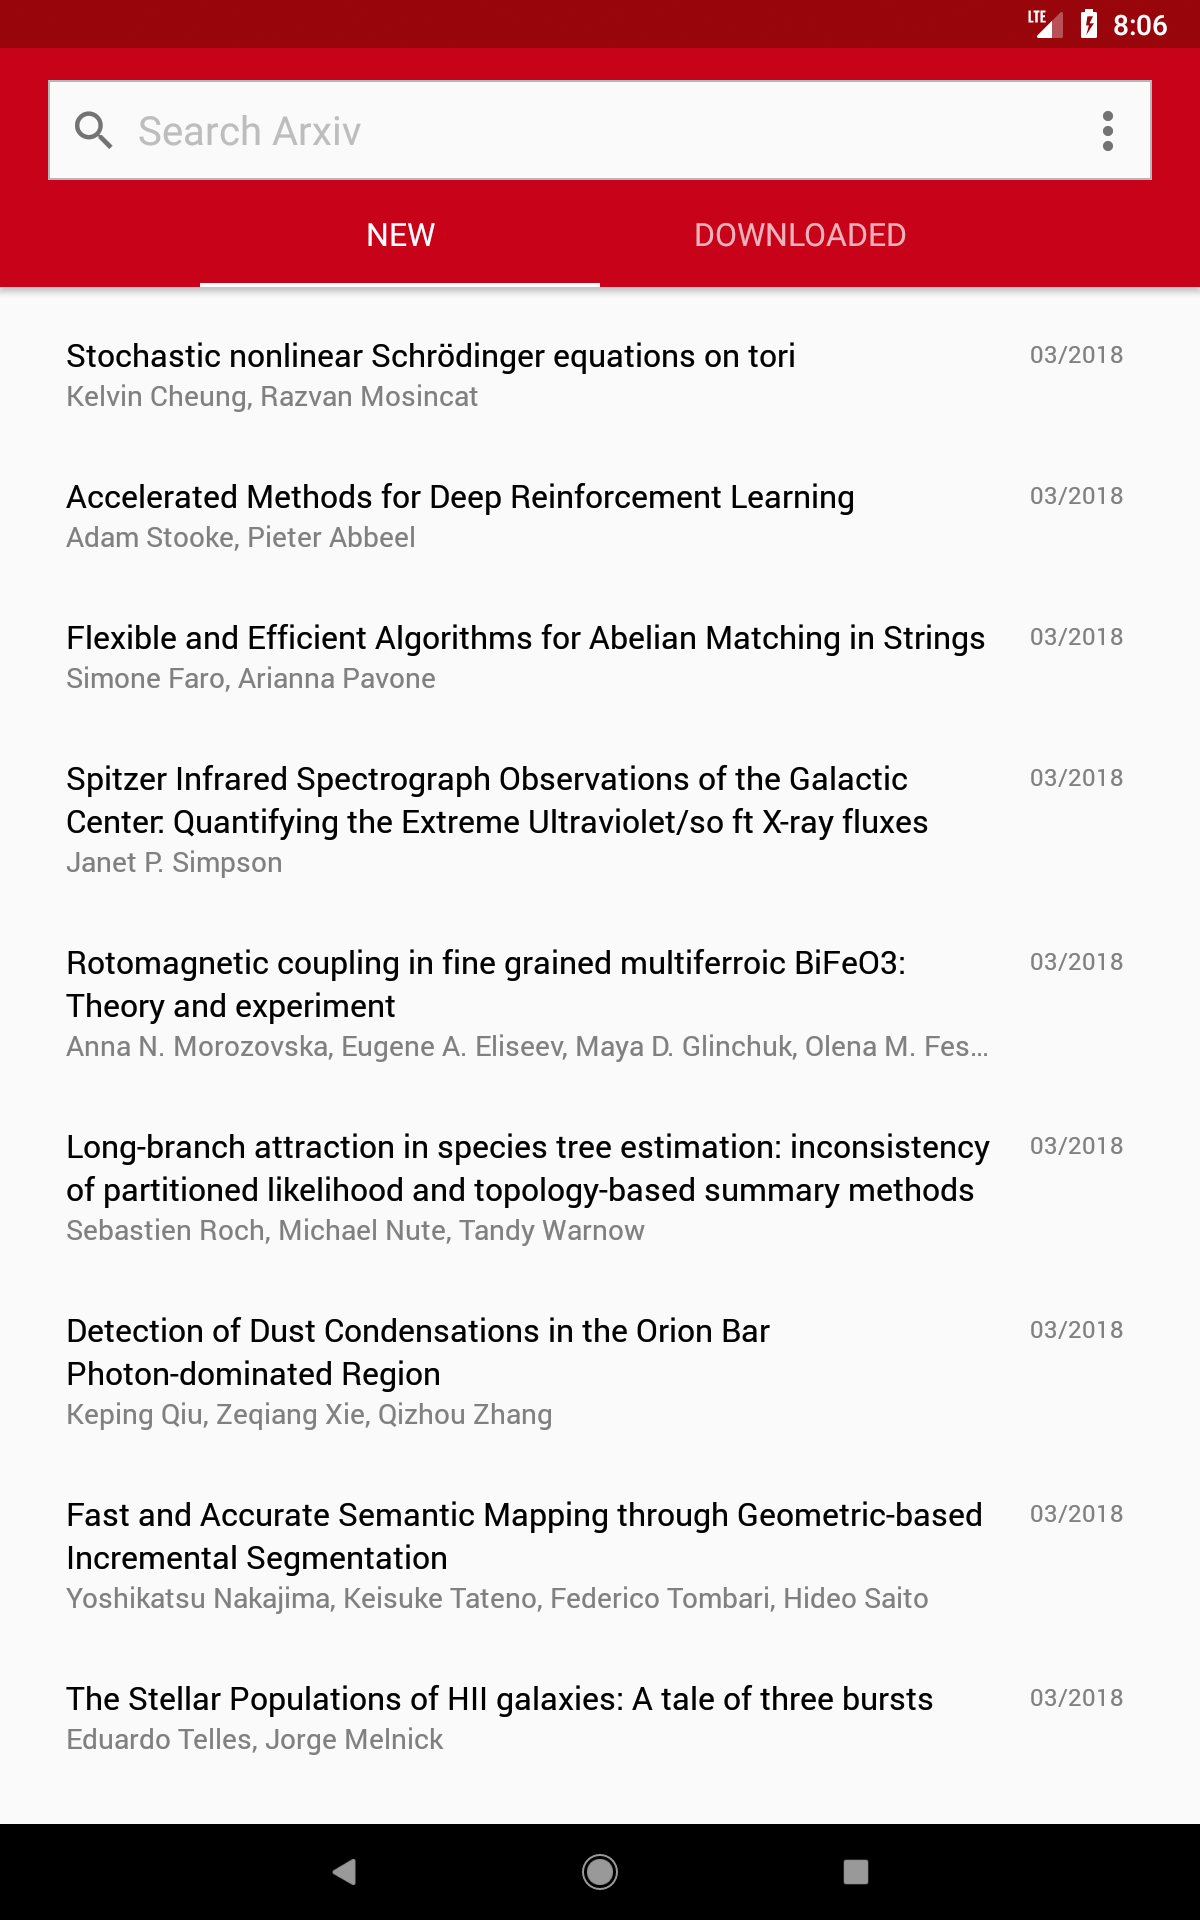 LTE 8:06
Search Arxiv
NEW DOWNLOADED
Stochastic nonlinear Schrödinger equations on tori 03/2018
Kelvin Cheung, Razvan Mosincat
Accelerated Methods for Deep Reinforcement Learning 03/2018
Adam Stooke, Pieter Abbeel
Flexible and Efficient Algorithms for Abelian Matching in Strings 03/2018
Simone Faro, Arianna Pavone
Spitzer Infrared Spectrograph Observations of the Galactic 03/2018
Center: Quantifying the Extreme Ultraviolet/so ft X-ray fluxes
Janet P. Simpson
Rotomagnetic coupling in fine grained multiferroic BiFeO3: 03/2018
Theory and experiment
Anna N. Morozovska, Eugene A. Eliseev, Maya D. Glinchuk, Olena M. Fes...
Long-branch attraction in species tree estimation: inconsistency 03/2018
of partitioned likelihood and topology-based summary methods
Sebastien Roch, Michael Nute, Tandy Warnow
Detection of Dust Condensations in the Orion Bar 03/2018
Photon-dominated Region
Keping Qiu, Zeqiang Xie, Qizhou Zhang
Fast and Accurate Semantic Mapping through Geometric-based 03/2018
Incremental Segmentation
Yoshikatsu Nakajima, Keisuke Tateno, Federico Tombari, Hideo Saito
The Stellar Populations of HII galaxies: A tale of three bursts 03/2018
Eduardo Telles, Jorge Melnick